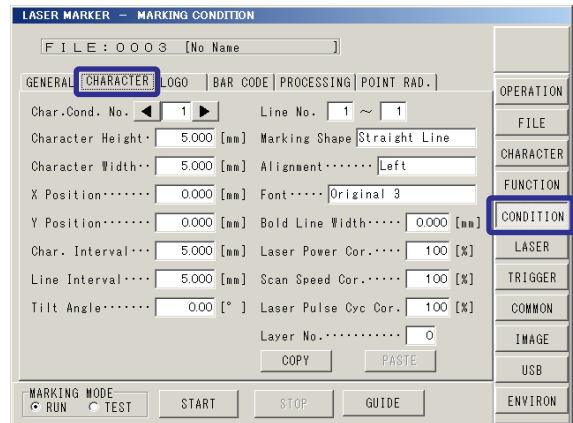 LASER MARKER － MARKING CONDITION
FILE:0003 [No Name ]
GENERAL CHARACTER LOGO BAR CODE PROCESSING POINT RAD.
Char.Cond. No. ◀ 1 ▶ Line No. 1 ～ 1
Character Height· 5.000 [mm] Marking Shape Straight Line
Character Width·· 5.000 [mm] Alignment······· Left
X Position······· 0.000 [mm] Font····· Original 3
Y Position······· 0.000 [mm] Bold Line Width····· 0.000 [mm]
Char. Interval··· 5.000 [mm] Laser Power Cor.···· 100 [%]
Line Interval···· 5.000 [mm] Scan Speed Cor.····· 100 [%]
Tilt Angle······· 0.00 [° ] Laser Pulse Cyc Cor. 100 [%]
Layer No.··········· 0
COPY PASTE
MARKING MODE
RUN TEST START STOP GUIDE
OPERATION
FILE
CHARACTER
FUNCTION
CONDITION
LASER
TRIGGER
COMMON
IMAGE
USB
ENVIRON